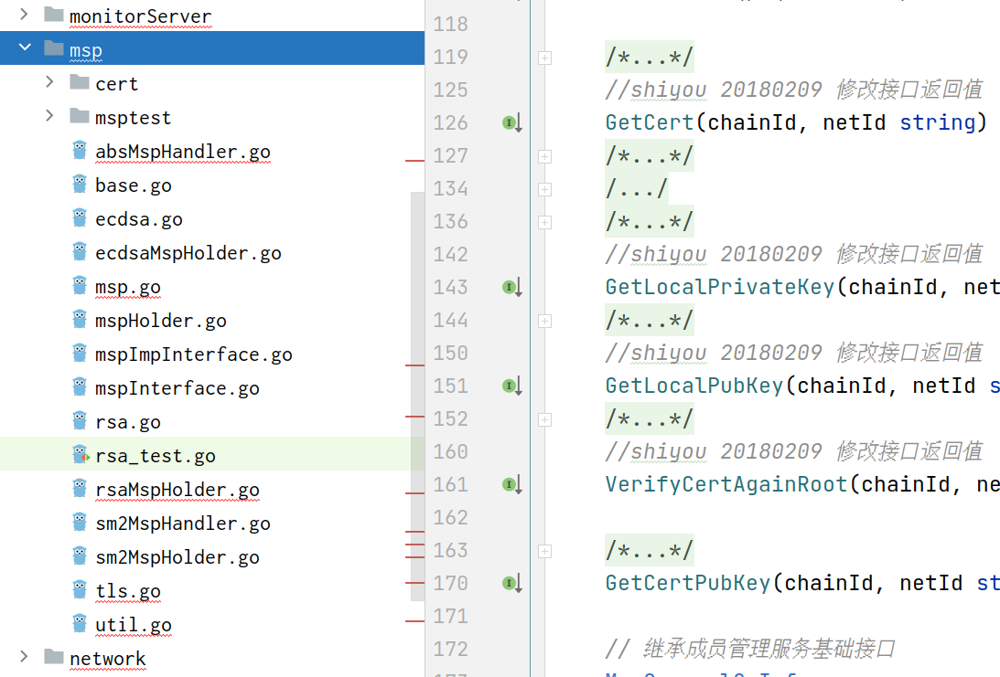 monitorServer
msp
cert
msptest
absMspHandler.go
base.go
ecdsa.go
ecdsaMspHolder.go
msp.go
mspHolder.go
mspImpInterface.go
mspInterface.go
rsa.go
rsa_test.go
rsaMspHolder.go
sm2MspHandler.go
sm2MspHolder.go
tls.go
util.go
network
118
119 /*...*/
125 //shiyou 20180209 修改接口返回值
126 GetCert(chainId, netId string)
127 /*...*/
134 /.../
136 /*...*/
142 //shiyou 20180209 修改接口返回值
143 GetLocalPrivateKey(chainId, net
144 /*...*/
150 //shiyou 20180209 修改接口返回值
151 GetLocalPubKey(chainId, netId s
152 /*...*/
160 //shiyou 20180209 修改接口返回值
161 VerifyCertAgainRoot(chainId, ne
162
163 /*...*/
170 GetCertPubKey(chainId, netId st
171
172 // 继承成员管理服务基础接口